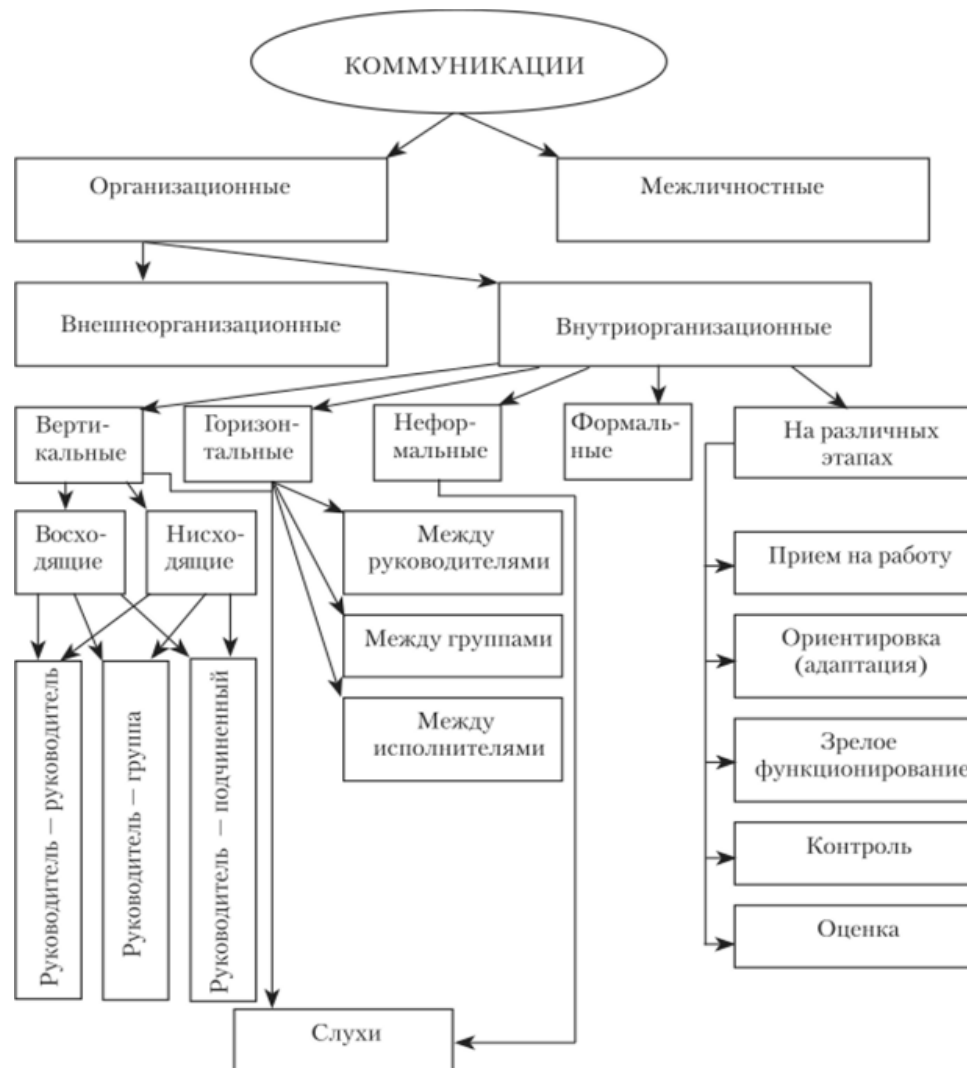 КОММУНИКАЦИИ
Организационные
Межличностные
Внешнеорганизационные
Внутриорганизационные
Верти-
кальные
Горизон-
тальные
Нефор-
мальные
Формаль-
ные
На различных
этапах
Восхо-
дящие
Нисхо-
дящие
Между
руководителями
Между группами
Между
исполнителями
Прием на работу
Ориентировка
(адаптация)
Зрелое
функционирование
Контроль
Оценка
Руководитель — руководитель
Руководитель — группа
Руководитель — подчиненный
Слухи